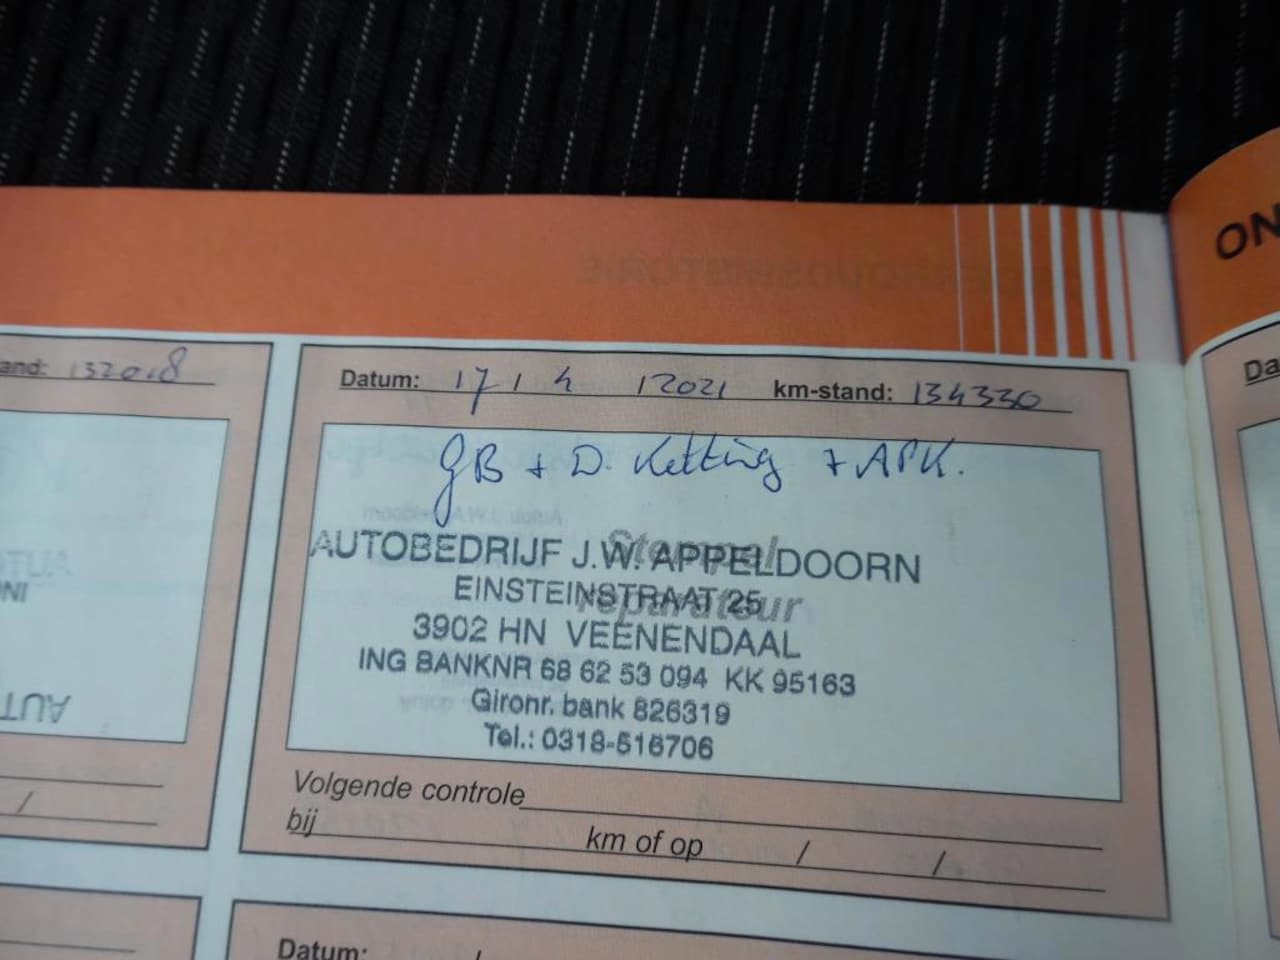 ON
and: 132018
Datum: 17 / 4 / 2021 km-stand: 134330
Da
GB + D. Ketting + APK.
Stempel
reparateur
AUTOBEDRIJF J.W. APPELDOORN
EINSTEINSTRAAT 25
3902 HN VEENENDAAL
ING BANKNR 68 62 53 094 KK 95163
Gironr. bank 826319
Tel.: 0318-516706
Volgende controle
bij km of op / /
/
Datum: /